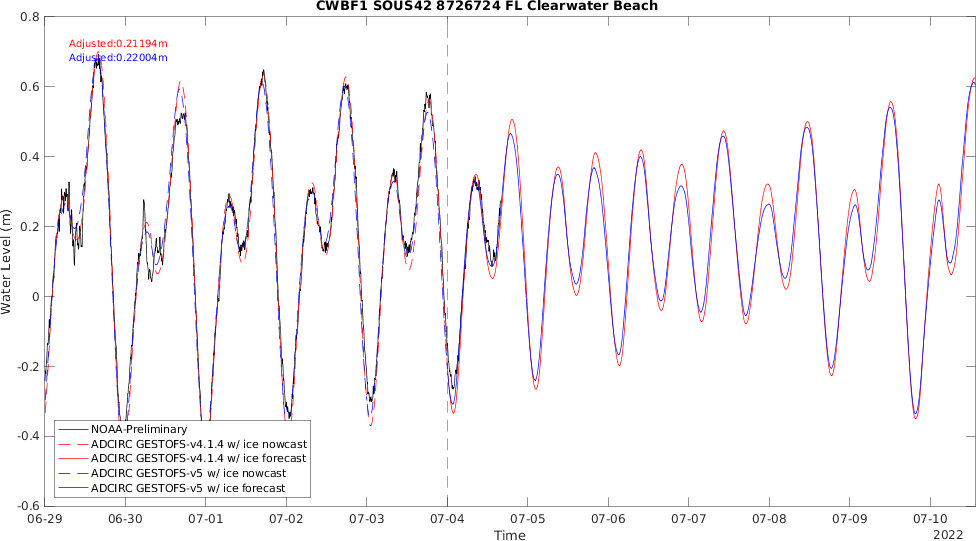 CWBF1 SOUS42 8726724 FL Clearwater Beach
0.8
Adjusted:0.21194m
Adjusted:0.22004m
0.6
0.4
0.2
0
-0.2
-0.4
-0.6
Water Level (m)
NOAA-Preliminary
ADCIRC GESTOFS-v4.1.4 w/ ice nowcast
ADCIRC GESTOFS-v4.1.4 w/ ice forecast
ADCIRC GESTOFS-v5 w/ ice nowcast
ADCIRC GESTOFS-v5 w/ ice forecast
06-29 06-30 07-01 07-02 07-03 07-04 07-05 07-06 07-07 07-08 07-09 07-10
Time
2022